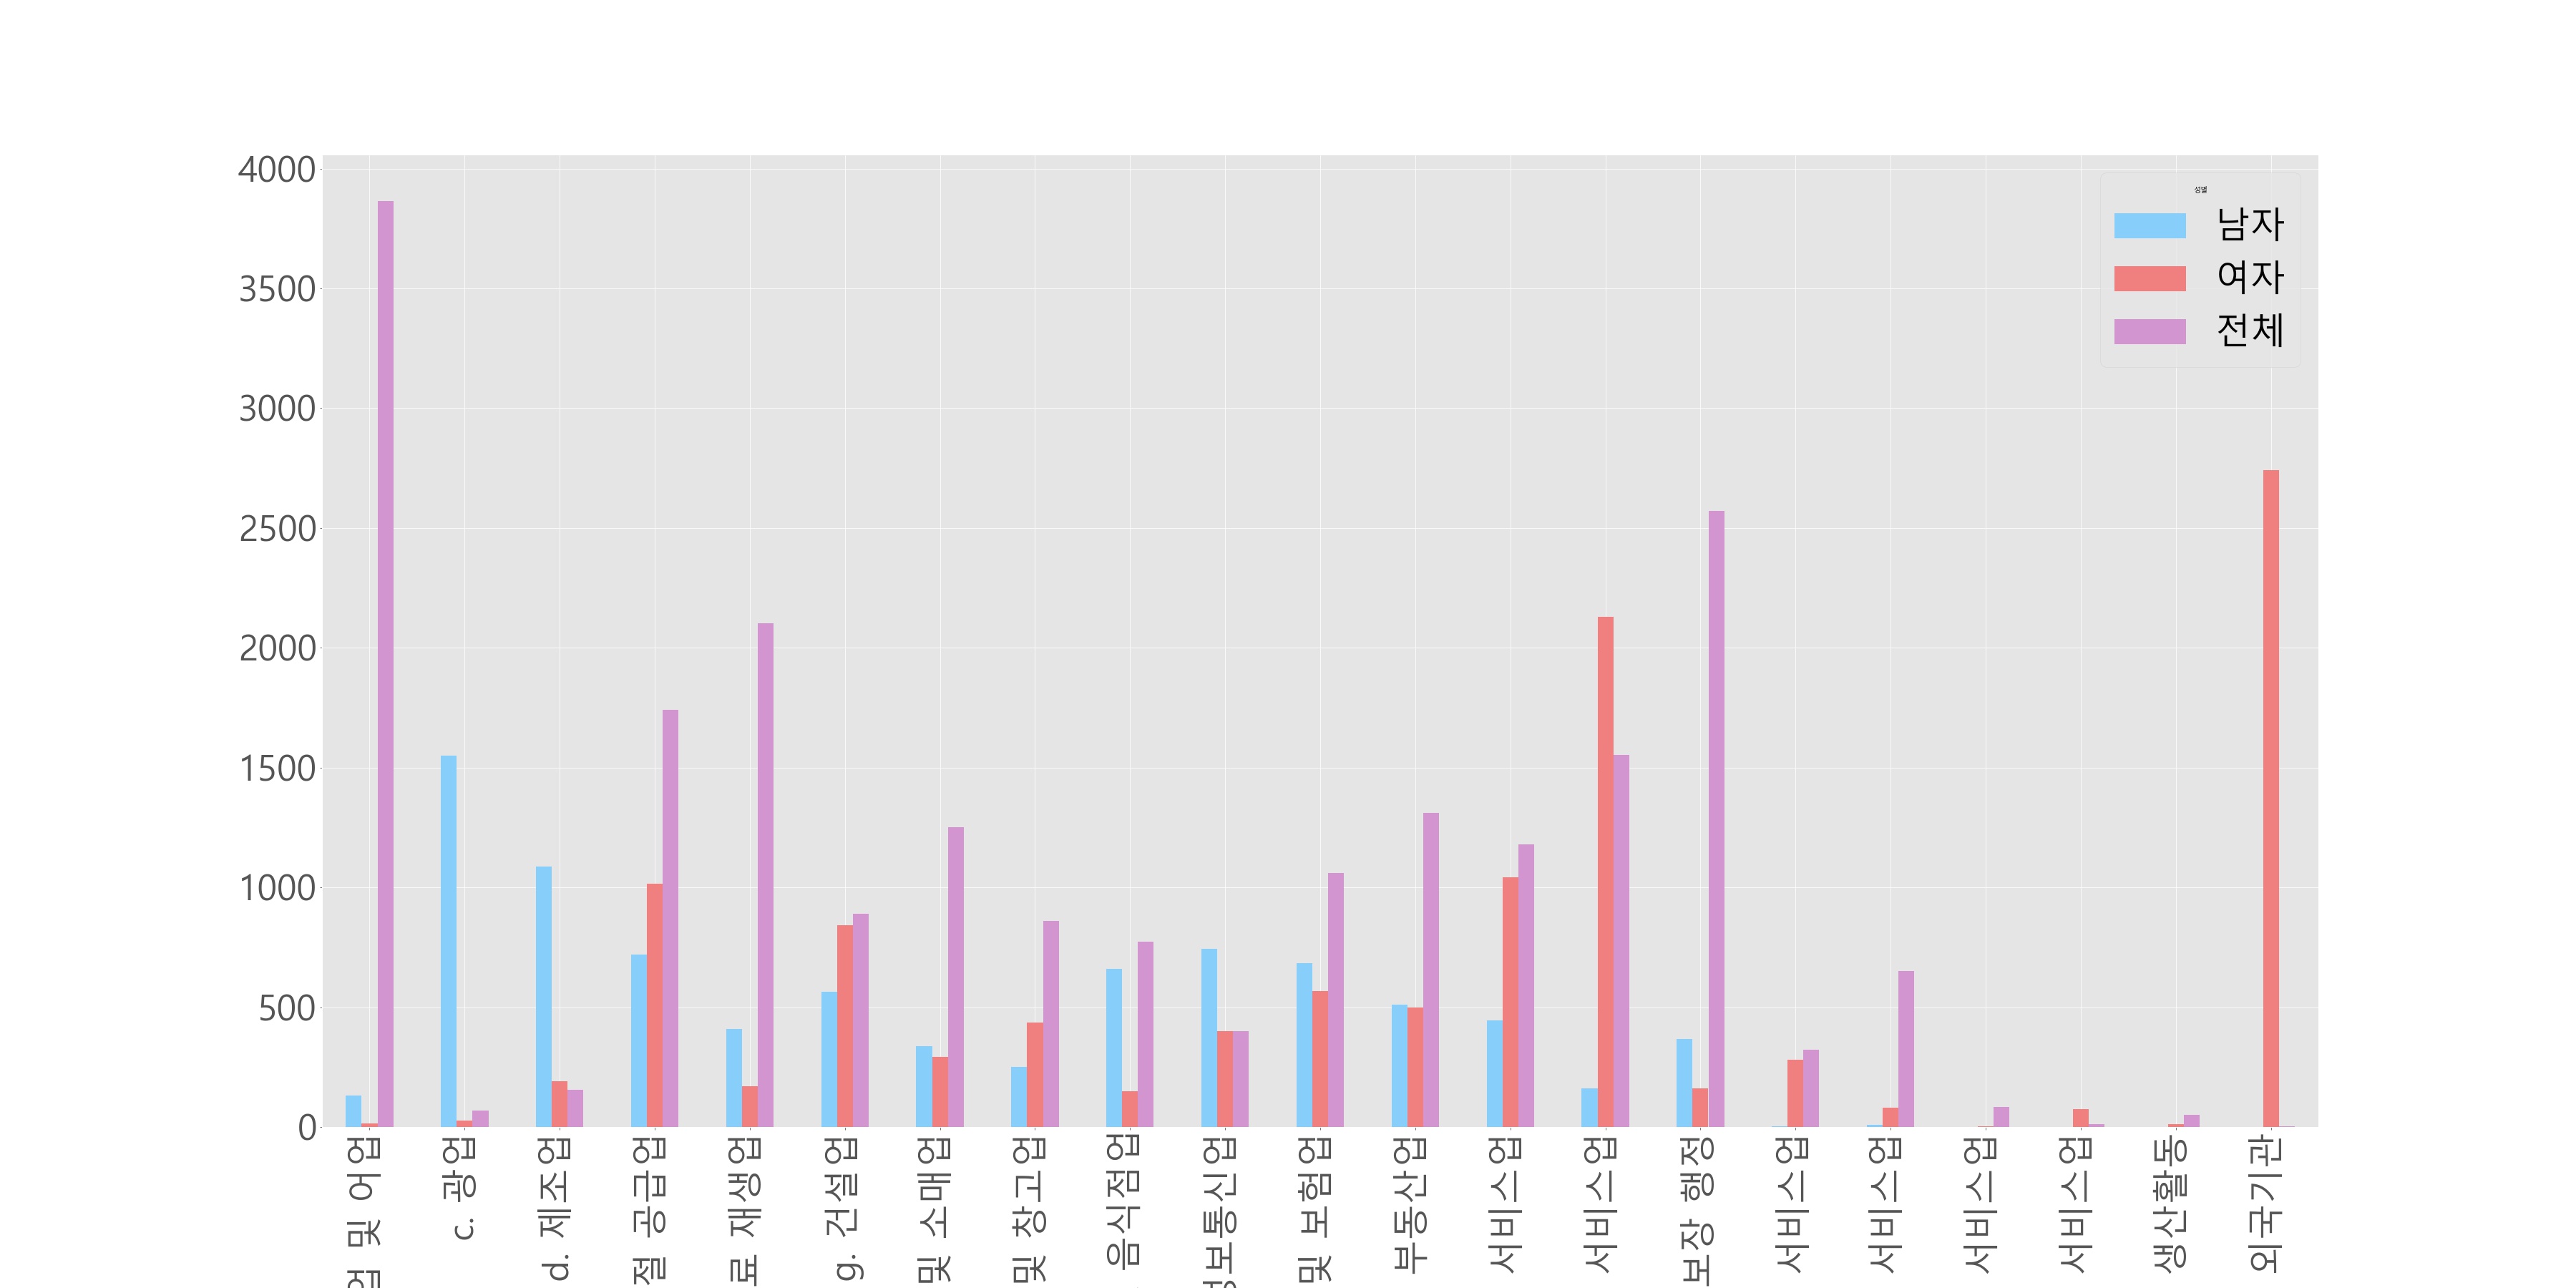 4000
3500
3000
2500
2000
1500
1000
500
0
성별
남자
여자
전체
및 어업
c. 광업
d. 제조업
공급업
재생업
g. 건설업
및 소매업
및 창고업
음식점업
정보통신업
및 보험업
부동산업
서비스업
서비스업
보장 행정
서비스업
서비스업
서비스업
서비스업
생산활동
외국기관